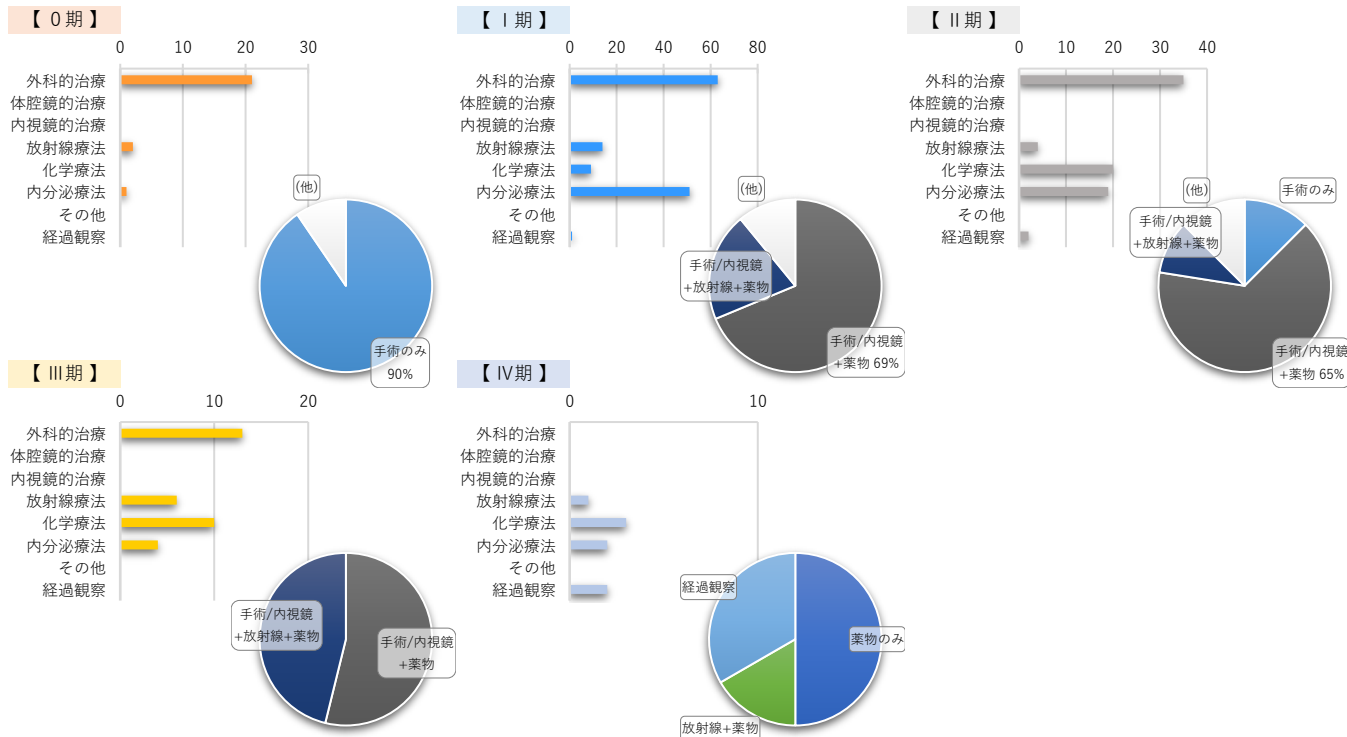 【 0期 】
0 10 20 30
外科的治療
体腔鏡的治療
内視鏡的治療
放射線療法
化学療法
内分泌療法
その他
経過観察
(他)
手術のみ
90%
【 Ⅰ期 】
0 20 40 60 80
外科的治療
体腔鏡的治療
内視鏡的治療
放射線療法
化学療法
内分泌療法
その他
経過観察
(他)
手術/内視鏡
+放射線+薬物
手術/内視鏡
+薬物 69%
【 Ⅱ期 】
0 10 20 30 40
外科的治療
体腔鏡的治療
内視鏡的治療
放射線療法
化学療法
内分泌療法
その他
経過観察
(他)
手術のみ
手術/内視鏡
+放射線+薬物
手術/内視鏡
+薬物 65%
【 Ⅲ期 】
0 10 20
外科的治療
体腔鏡的治療
内視鏡的治療
放射線療法
化学療法
内分泌療法
その他
経過観察
手術/内視鏡
+放射線+薬物
手術/内視鏡
+薬物
【 Ⅳ期 】
0 10
外科的治療
体腔鏡的治療
内視鏡的治療
放射線療法
化学療法
内分泌療法
その他
経過観察
経過観察
薬物のみ
放射線+薬物